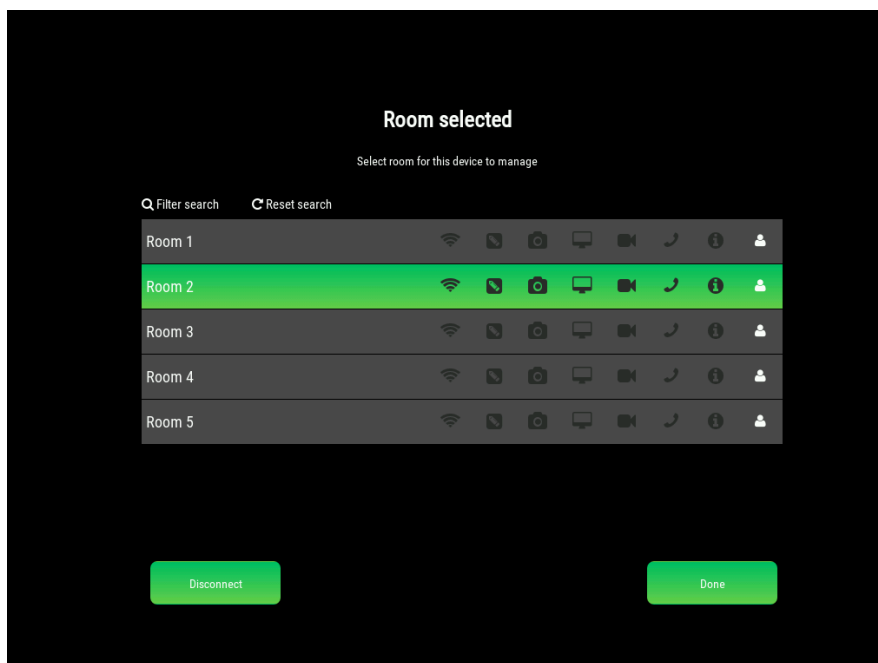 Room selected
Select room for this device to manage
Filter search Reset search
Room 1
Room 2
Room 3
Room 4
Room 5
Disconnect Done